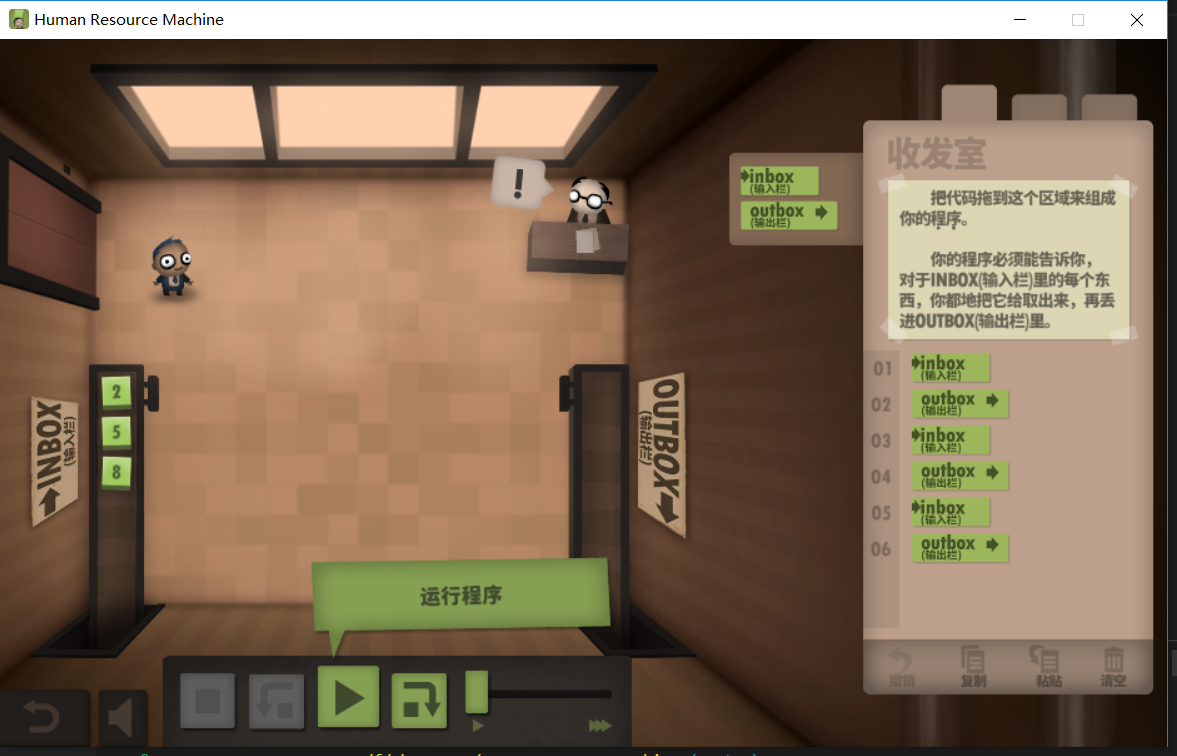 Human Resource Machine
!
inbox
(输入栏)
outbox
(输出栏)
收发室
把代码拖到这个区域来组成
你的程序。
你的程序必须能告诉你，
对于INBOX(输入栏)里的每个东
西，你都地把它给取出来，再丢
进OUTBOX(输出栏)里。
01 inbox
(输入栏)
02 outbox
(输出栏)
03 inbox
(输入栏)
04 outbox
(输出栏)
05 inbox
(输入栏)
06 outbox
(输出栏)
INBOX
(输入栏)
2
5
8
OUTBOX
(输出栏)
运行程序
撤销
复制
粘贴
清空